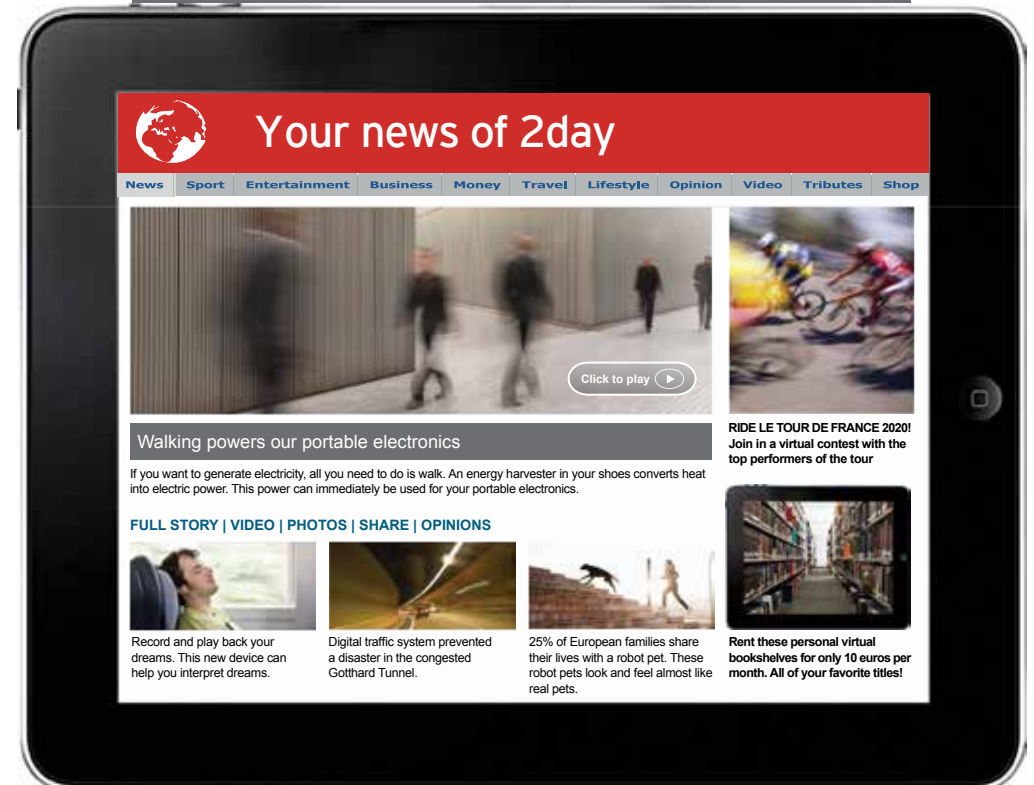 Your news of 2day
News Sport Entertainment Business Money Travel Lifestyle Opinion Video Tributes Shop
Click to play
Walking powers our portable electronics
If you want to generate electricity, all you need to do is walk. An energy harvester in your shoes converts heat
into electric power. This power can immediately be used for your portable electronics.
FULL STORY | VIDEO | PHOTOS | SHARE | OPINIONS
Record and play back your
dreams. This new device can
help you interpret dreams.
Digital traffic system prevented
a disaster in the congested
Gotthard Tunnel.
25% of European families share
their lives with a robot pet. These
robot pets look and feel almost like
real pets.
RIDE LE TOUR DE FRANCE 2020!
Join in a virtual contest with the
top performers of the tour
Rent these personal virtual
bookshelves for only 10 euros per
month. All of your favorite titles!